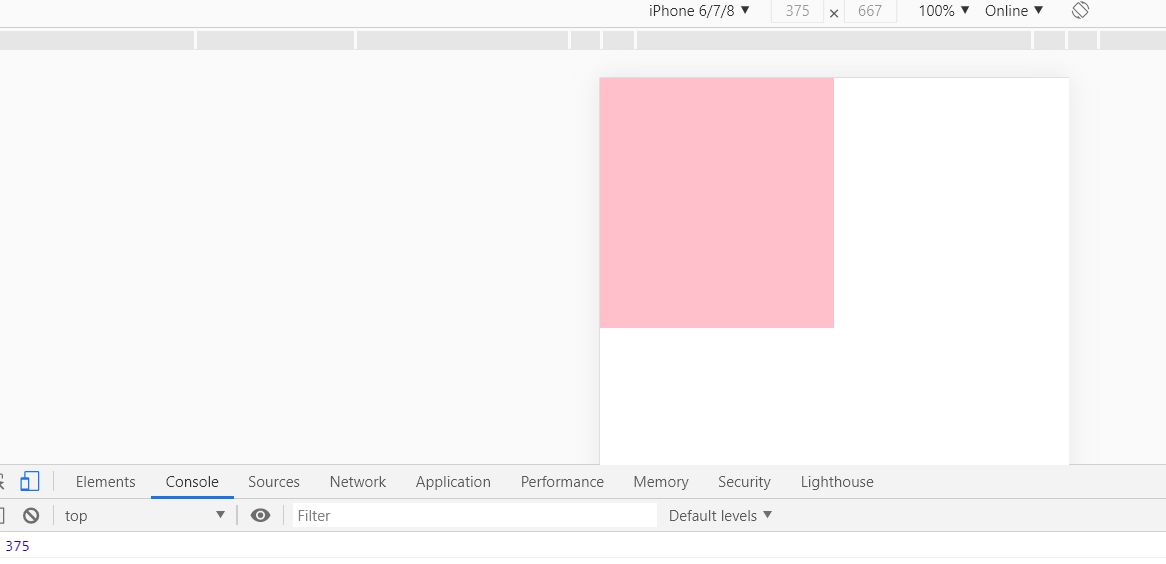 iPhone 6/7/8 ▼ 375 × 667 100% ▼ Online ▼
Elements Console Sources Network Application Performance Memory Security Lighthouse
top ▼ Filter Default levels ▼
375